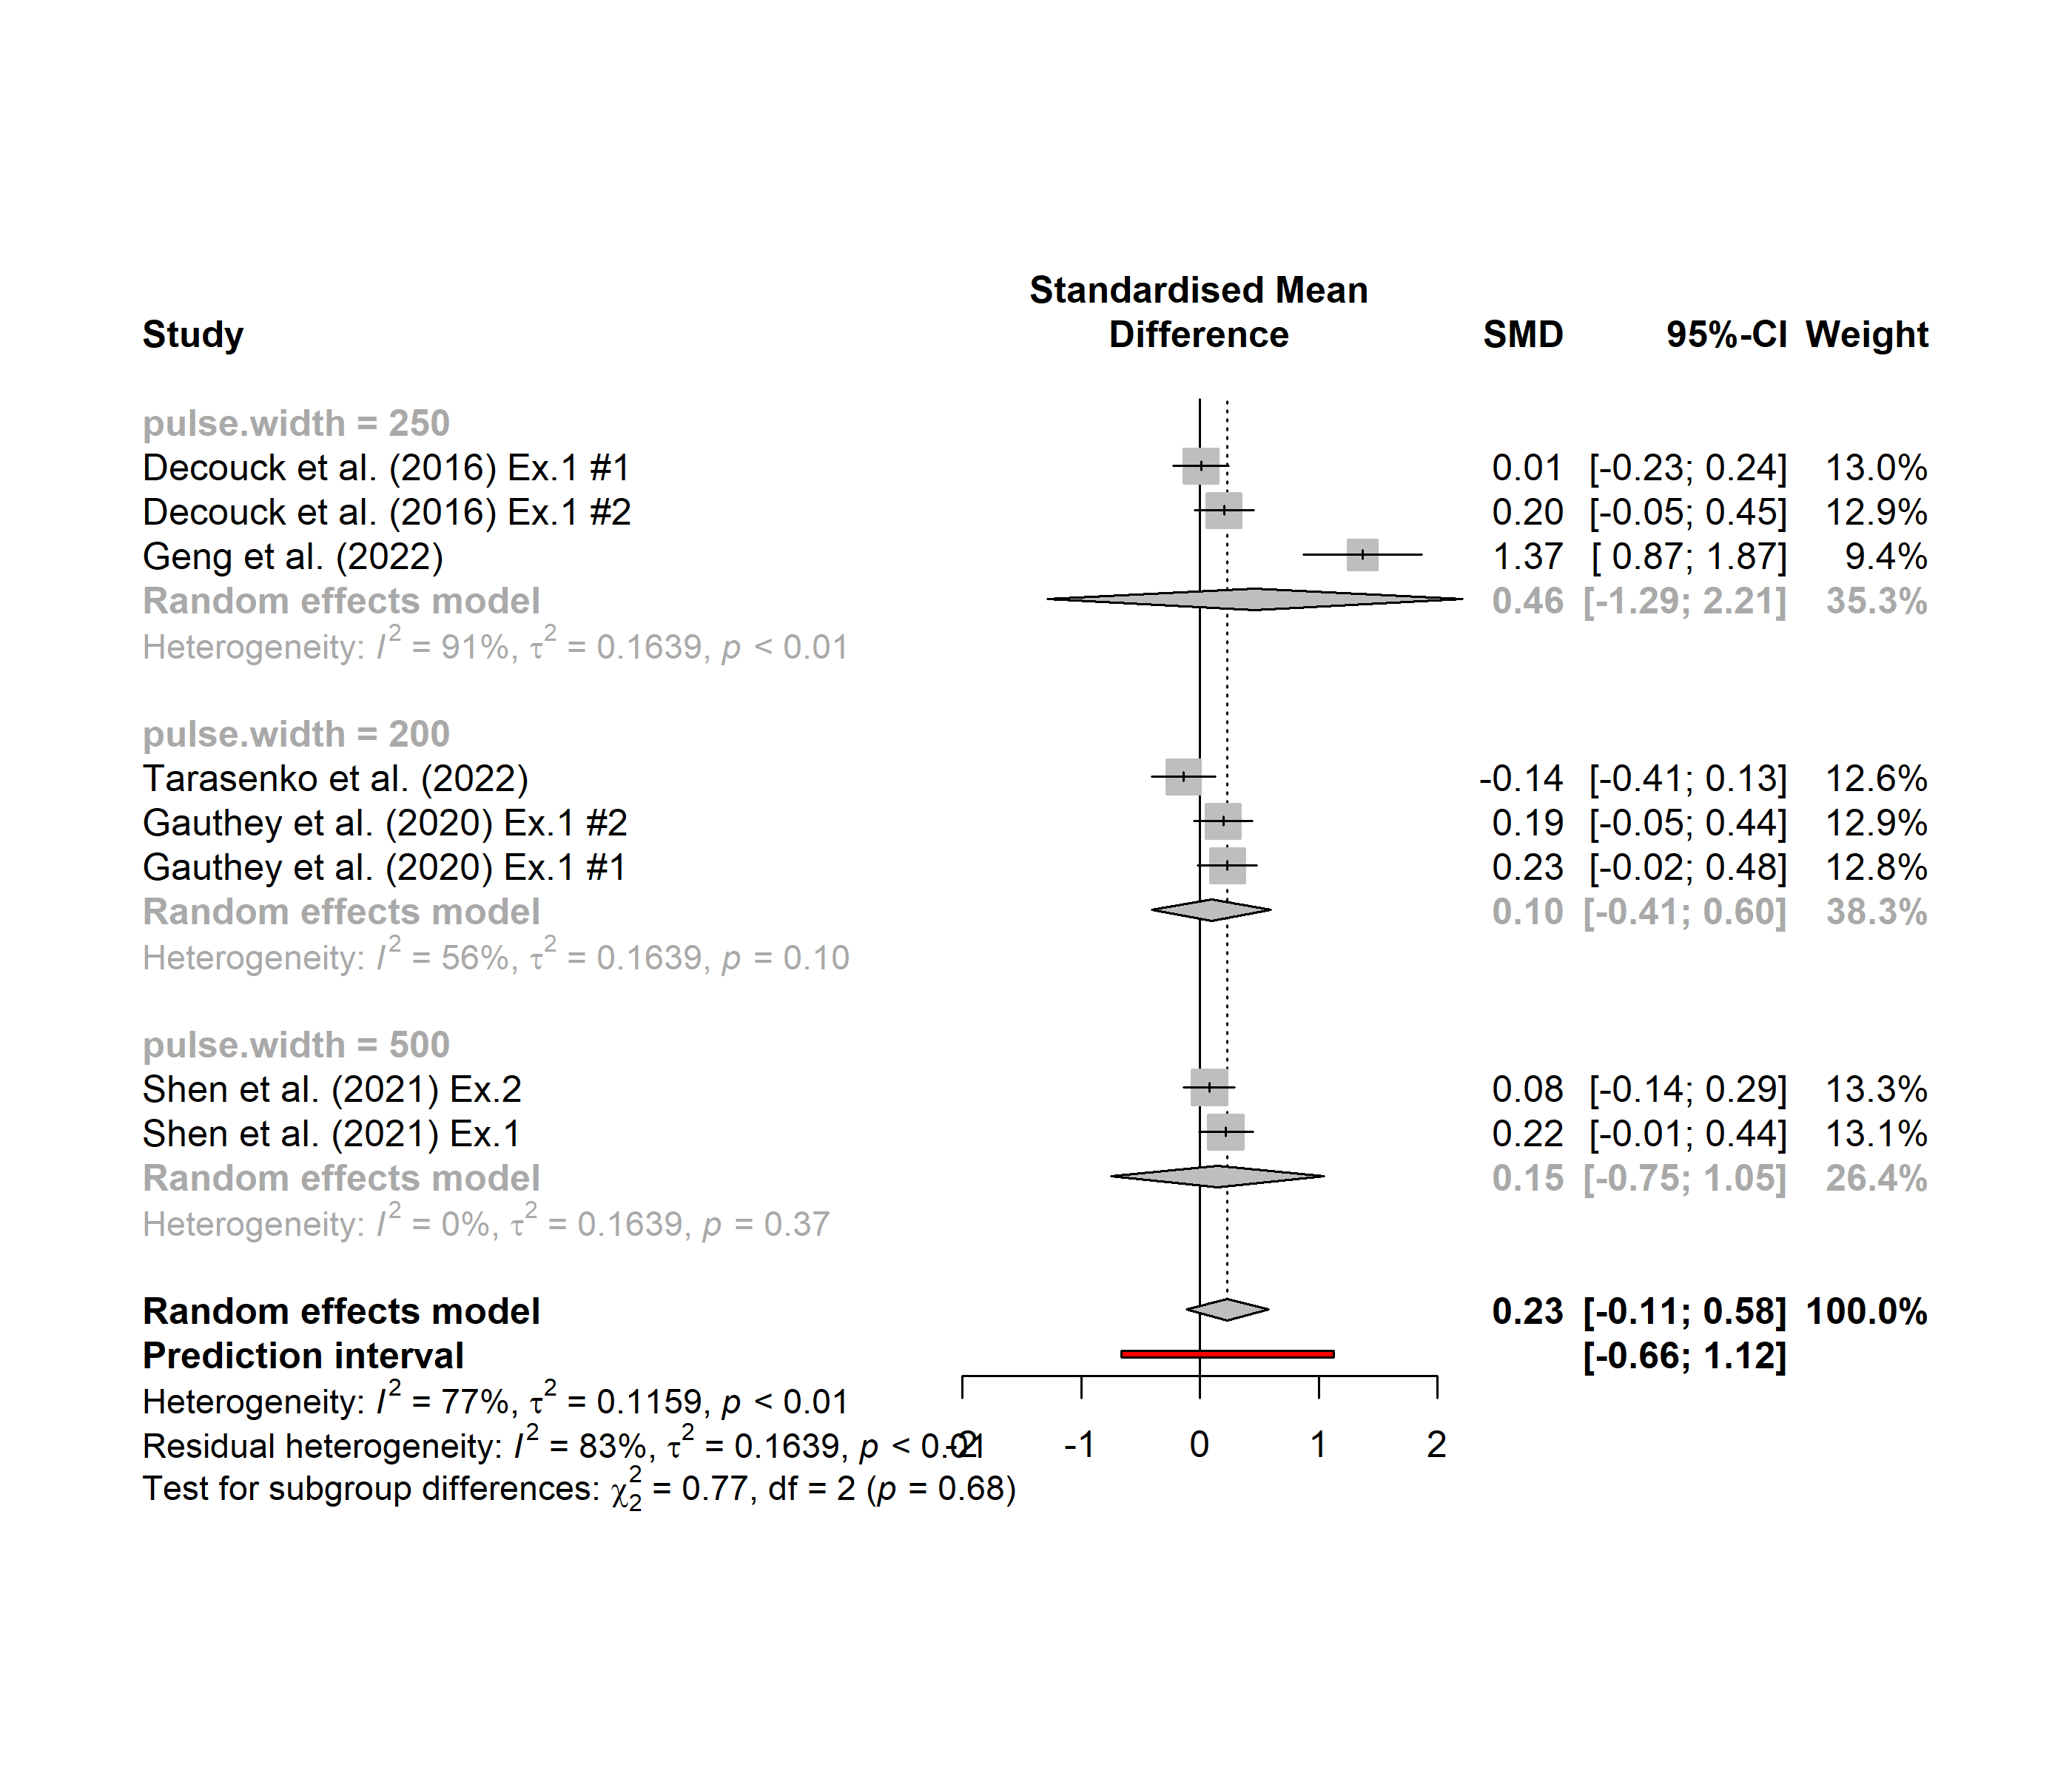 Standardised Mean
Study Difference SMD 95%-CI Weight
pulse.width = 250
Decouck et al. (2016) Ex.1 #1 0.01 [-0.23; 0.24] 13.0%
Decouck et al. (2016) Ex.1 #2 0.20 [-0.05; 0.45] 12.9%
Geng et al. (2022) 1.37 [ 0.87; 1.87] 9.4%
Random effects model 0.46 [-1.29; 2.21] 35.3%
Heterogeneity: I² = 91%, τ² = 0.1639, p < 0.01
pulse.width = 200
Tarasenko et al. (2022) -0.14 [-0.41; 0.13] 12.6%
Gauthey et al. (2020) Ex.1 #2 0.19 [-0.05; 0.44] 12.9%
Gauthey et al. (2020) Ex.1 #1 0.23 [-0.02; 0.48] 12.8%
Random effects model 0.10 [-0.41; 0.60] 38.3%
Heterogeneity: I² = 56%, τ² = 0.1639, p = 0.10
pulse.width = 500
Shen et al. (2021) Ex.2 0.08 [-0.14; 0.29] 13.3%
Shen et al. (2021) Ex.1 0.22 [-0.01; 0.44] 13.1%
Random effects model 0.15 [-0.75; 1.05] 26.4%
Heterogeneity: I² = 0%, τ² = 0.1639, p = 0.37
Random effects model 0.23 [-0.11; 0.58] 100.0%
Prediction interval [-0.66; 1.12]
Heterogeneity: I² = 77%, τ² = 0.1159, p < 0.01
Residual heterogeneity: I² = 83%, τ² = 0.1639, p < 0.01 -2 -1 0 1 2
Test for subgroup differences: χ²₂ = 0.77, df = 2 (p = 0.68)